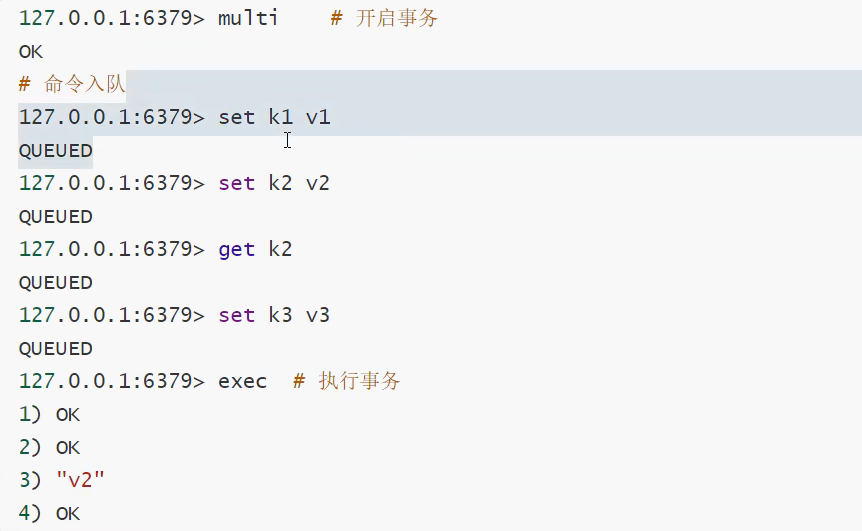 127.0.0.1:6379> multi    # 开启事务
OK
# 命令入队
127.0.0.1:6379> set k1 v1
QUEUED
127.0.0.1:6379> set k2 v2
QUEUED
127.0.0.1:6379> get k2
QUEUED
127.0.0.1:6379> set k3 v3
QUEUED
127.0.0.1:6379> exec  # 执行事务
1) OK
2) OK
3) "v2"
4) OK